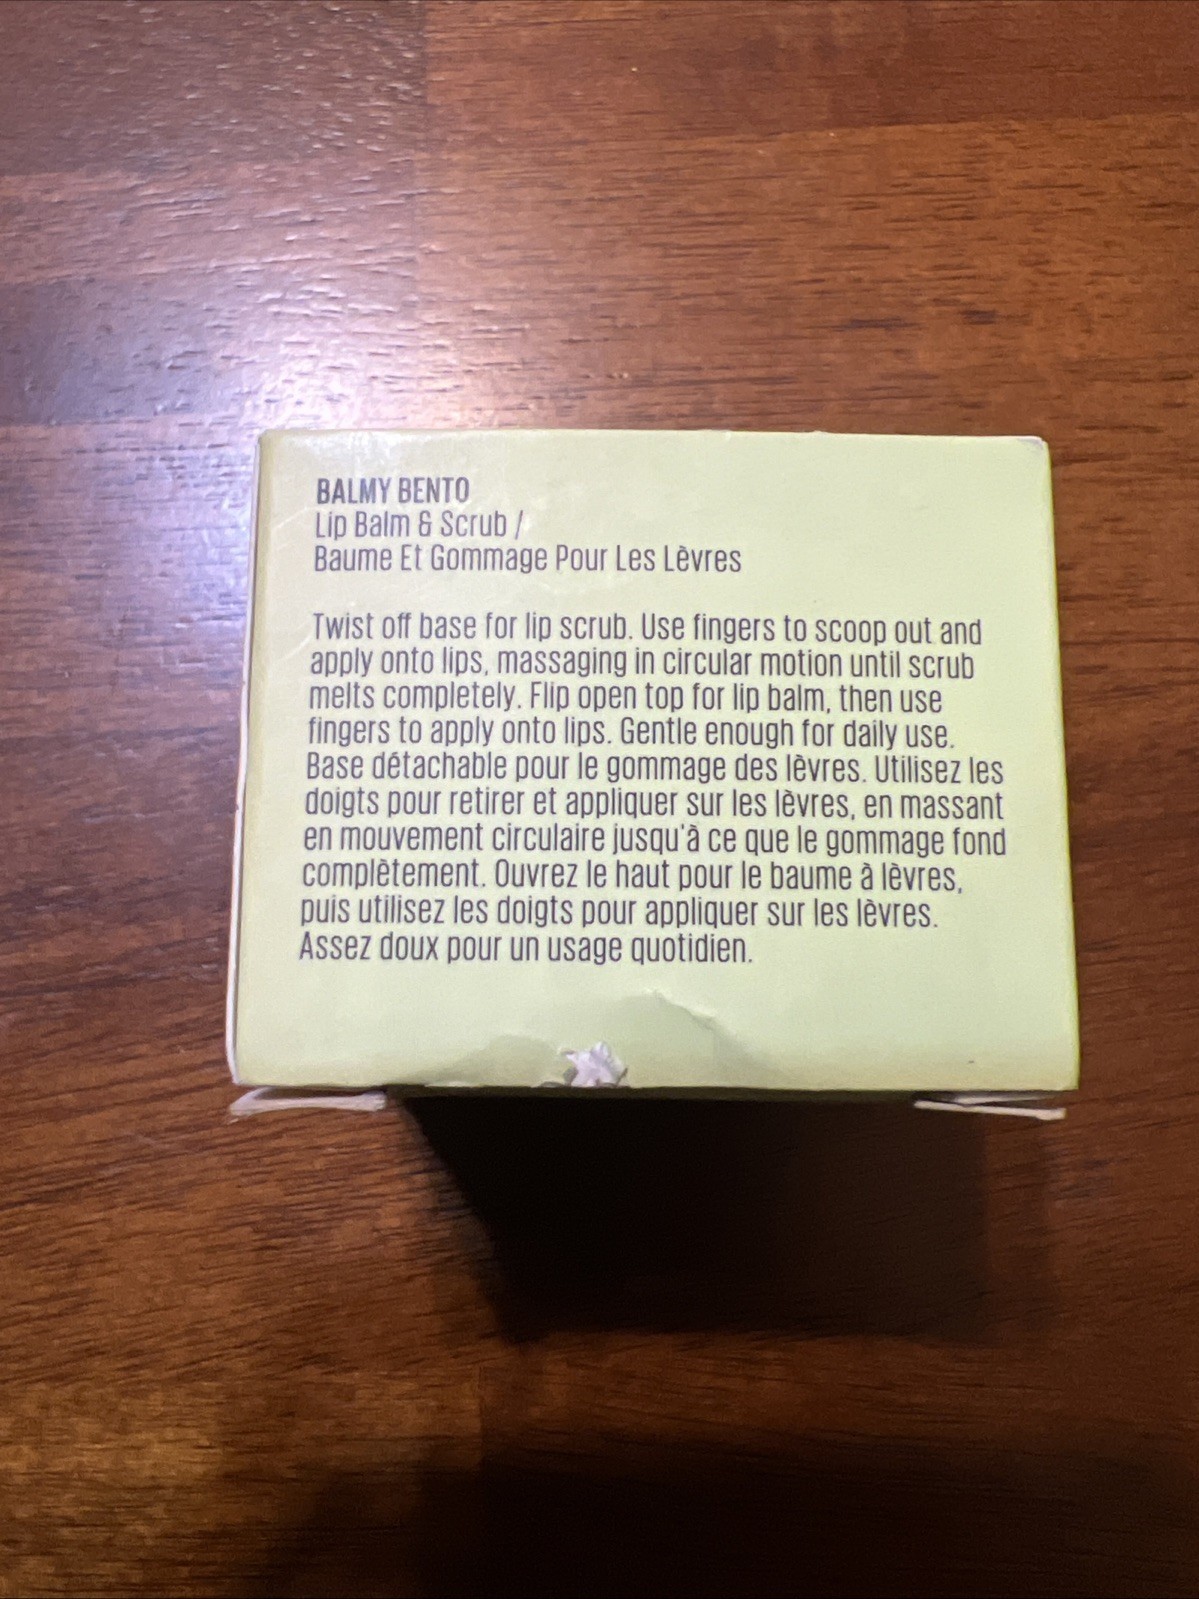 BALMY BENTO
Lip Balm & Scrub /
Baume Et Gommage Pour Les Lèvres
Twist off base for lip scrub. Use fingers to scoop out and
apply onto lips, massaging in circular motion until scrub
melts completely. Flip open top for lip balm, then use
fingers to apply onto lips. Gentle enough for daily use.
Base détachable pour le gommage des lèvres. Utilisez les
doigts pour retirer et appliquer sur les lèvres, en massant
en mouvement circulaire jusqu'à ce que le gommage fond
complètement. Ouvrez le haut pour le baume à lèvres,
puis utilisez les doigts pour appliquer sur les lèvres.
Assez doux pour un usage quotidien.